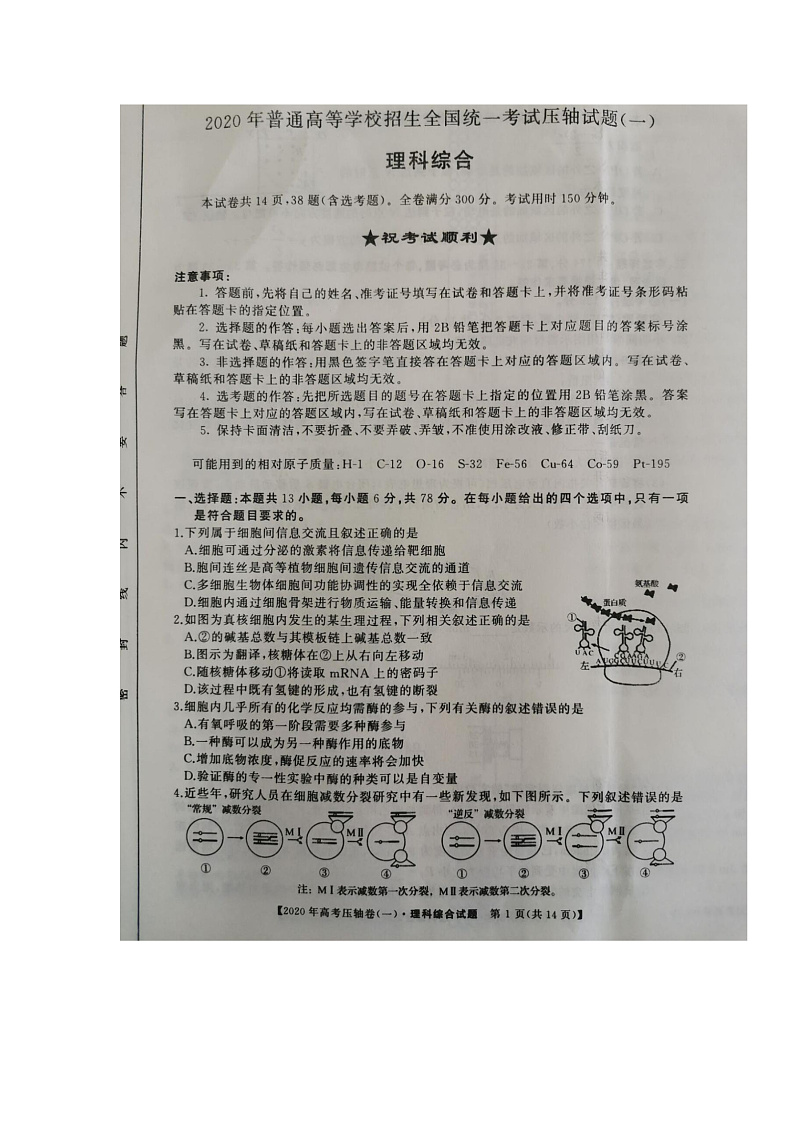 2020年普通高等学校招生全国统一考试压轴试题(一)
理科综合
本试卷共14页,38题(含选考题)。全卷满分300分。考试用时150分钟。
★祝考试顺利★
注意事项:
1. 答题前,先将自己的姓名、准考证号填写在试卷和答题卡上,并将准考证号条形码粘
贴在答题卡的指定位置。
2. 选择题的作答:每小题选出答案后,用2B铅笔把答题卡上对应题目的答案标号涂
黑。写在试卷、草稿纸和答题卡上的非答题区域均无效。
3. 非选择题的作答:用黑色签字笔直接答在答题卡上对应的答题区域内。写在试卷、
草稿纸和答题卡上的非答题区域均无效。
4. 选考题的作答:先把所选题目的题号在答题卡上指定的位置用2B铅笔涂黑。答案
写在答题卡上对应的答题区域内,写在试卷、草稿纸和答题卡上的非答题区域均无效。
5. 保持卡面清洁,不要折叠、不要弄破、弄皱,不准使用涂改液、修正带、刮纸刀。
可能用到的相对原子质量:H-1 C-12 O-16 S-32 Fe-56 Cu-64 Co-59 Pt-195
一、选择题:本题共13小题,每小题6分,共78分。在每小题给出的四个选项中,只有一项
是符合题目要求的。
1.下列属于细胞间信息交流且叙述正确的是
A.细胞可通过分泌的激素将信息传递给靶细胞
B.胞间连丝是高等植物细胞间遗传信息交流的通道
C.多细胞生物体细胞间功能协调性的实现全依赖于信息交流
D.细胞内通过细胞骨架进行物质运输、能量转换和信息传递
2.如图为真核细胞内发生的某生理过程,下列相关叙述正确的是
A.②的碱基总数与其模板链上碱基总数一致
B.图示为翻译,核糖体在②上从右向左移动
C.随核糖体移动①将读取 mRNA 上的密码子
D.该过程中既有氢键的形成,也有氢键的断裂
氨基酸
蛋白质
①
UAC
②
左
右
3.细胞内几乎所有的化学反应均需酶的参与,下列有关酶的叙述错误的是
A.有氧呼吸的第一阶段需要多种酶参与
B.一种酶可以成为另一种酶作用的底物
C.增加底物浓度,酶促反应的速率将会加快
D.验证酶的专一性实验中酶的种类可以是自变量
4.近些年,研究人员在细胞减数分裂研究中有一些新发现,如下图所示。下列叙述错误的是
“常规”减数分裂 “逆反”减数分裂
MⅠ MⅡ MⅠ MⅡ
① ② ③ ④ ① ② ③ ④
注:MⅠ表示减数第一次分裂,MⅡ表示减数第二次分裂。
【2020年高考压轴卷(一)·理科综合试题 第1页(共14页)】
密 封 线 内 不 要 答 题